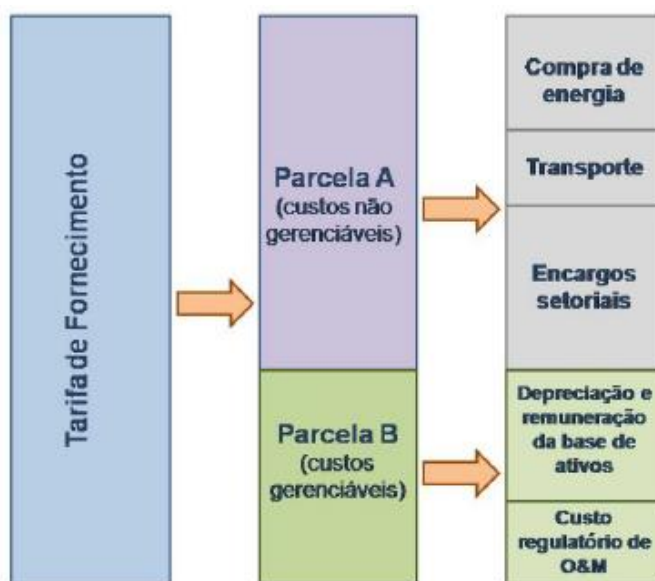 Tarifa de Fornecimento
Parcela A
(custos não
gerenciáveis)
Parcela B
(custos
gerenciáveis)
Compra de
energia
Transporte
Encargos
setoriais
Depreciação e
remuneração
da base de
ativos
Custo
regulatório de
O&M